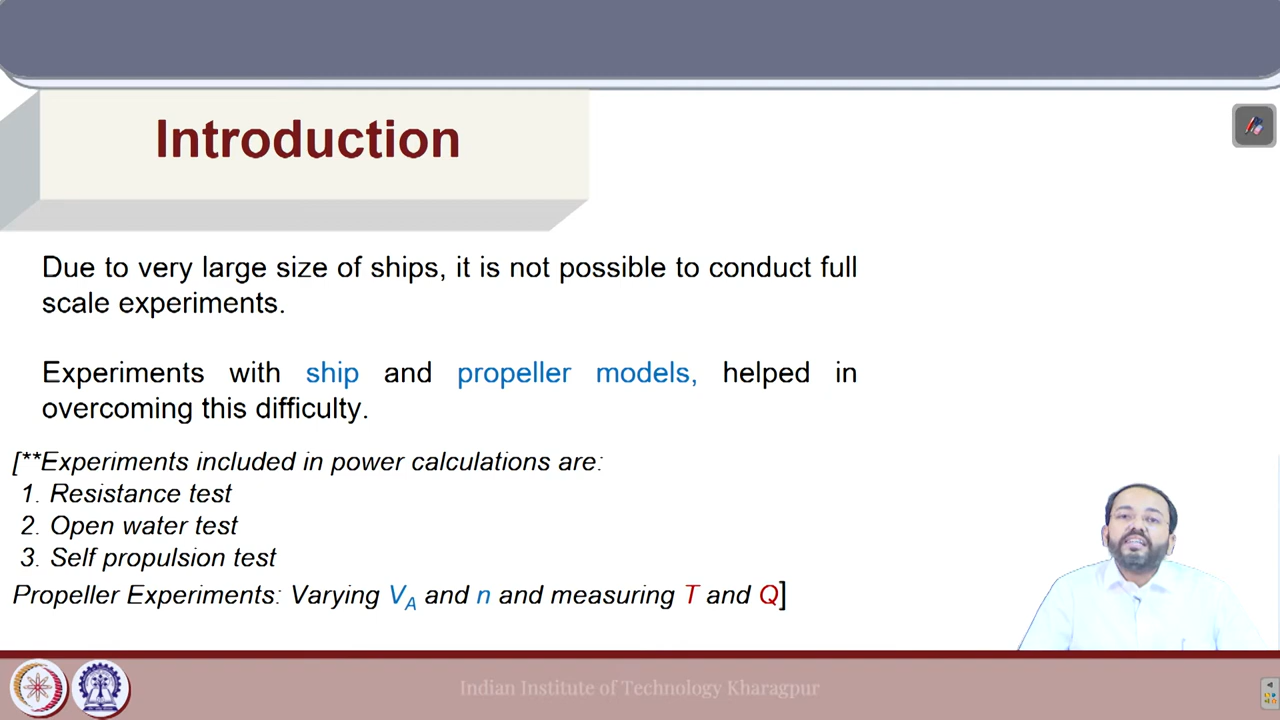 Introduction
Due to very large size of ships, it is not possible to conduct full
scale experiments.
Experiments with ship and propeller models, helped in
overcoming this difficulty.
[**Experiments included in power calculations are:
1. Resistance test
2. Open water test
3. Self propulsion test
Propeller Experiments: Varying VA and n and measuring T and Q]
Indian Institute of Technology Kharagpur